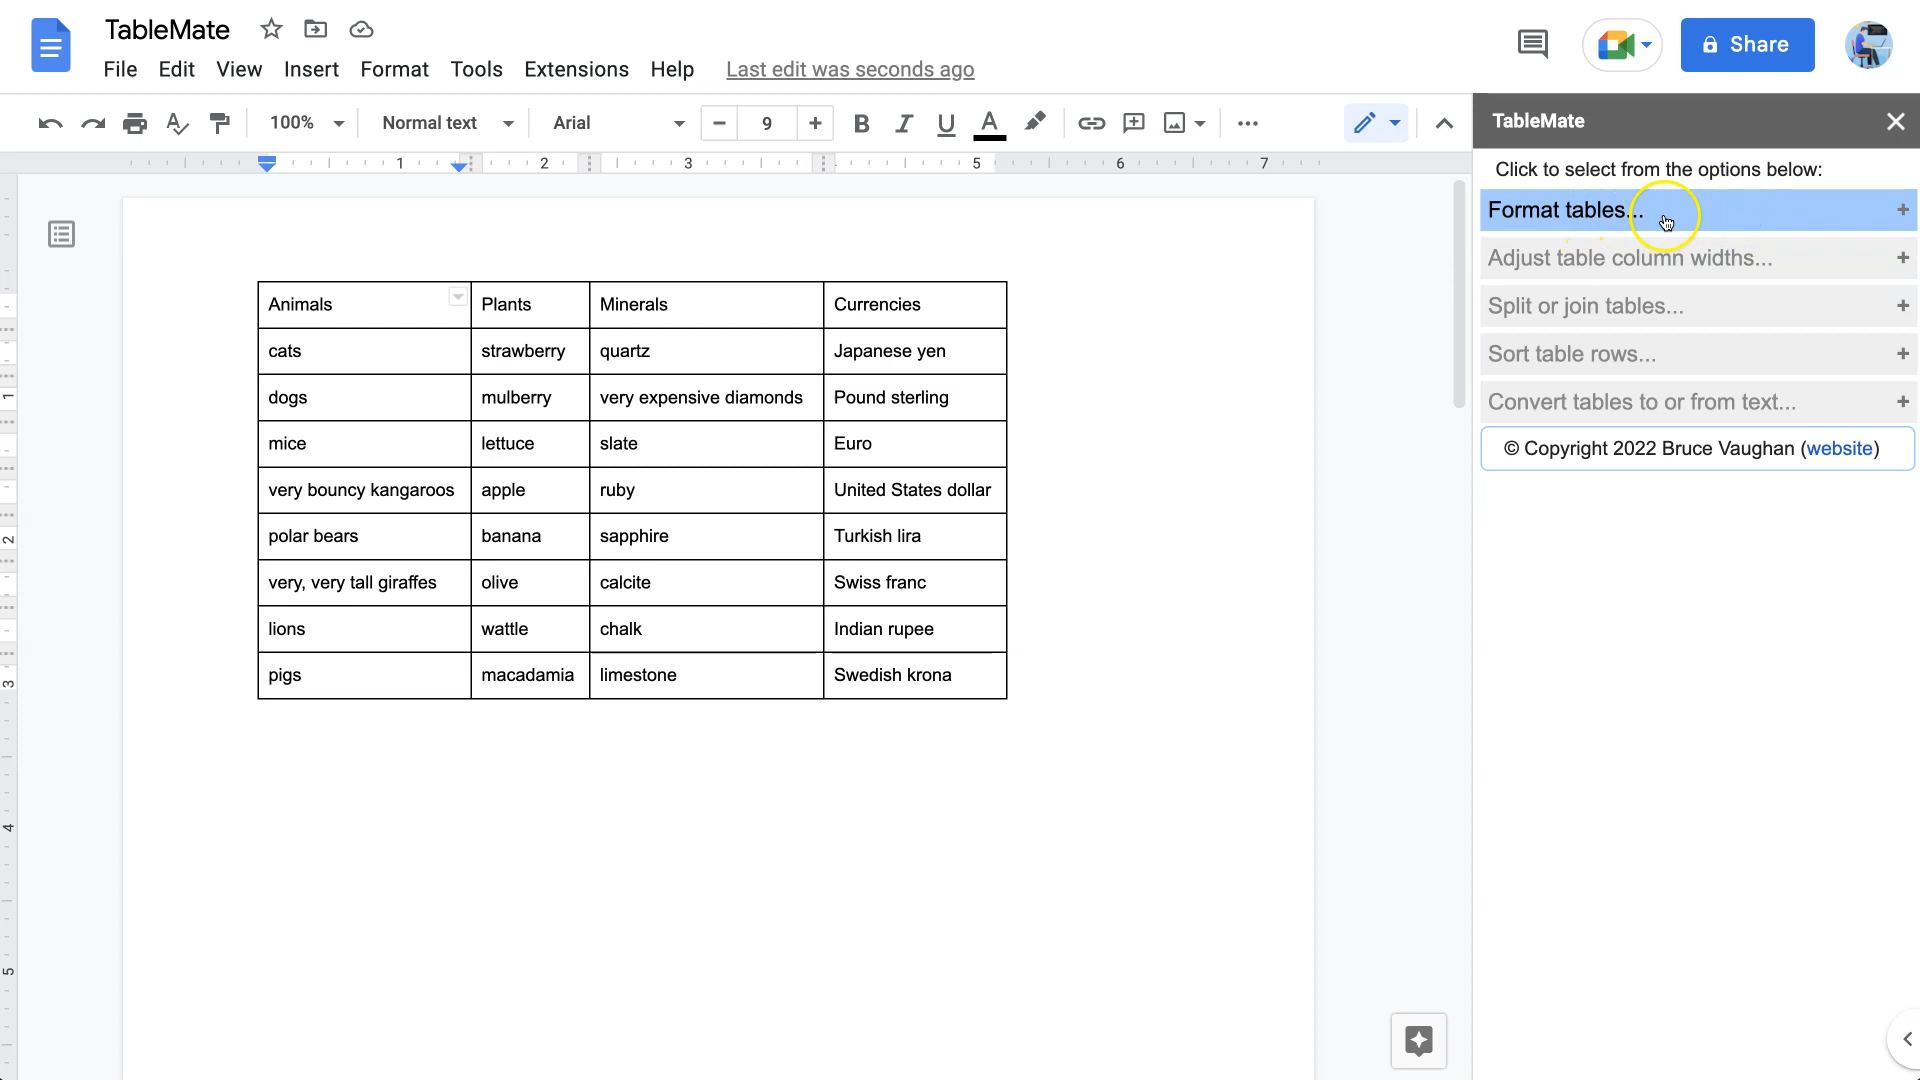 TableMate
File Edit View Insert Format Tools Extensions Help Last edit was seconds ago
Share
100% Normal text Arial 9 B I U A
1 2 3 5 6 7
TableMate
Click to select from the options below:
Format tables... +
Adjust table column widths... +
Split or join tables... +
Sort table rows... +
Convert tables to or from text... +
© Copyright 2022 Bruce Vaughan (website)
Animals Plants Minerals Currencies
cats strawberry quartz Japanese yen
dogs mulberry very expensive diamonds Pound sterling
mice lettuce slate Euro
very bouncy kangaroos apple ruby United States dollar
polar bears banana sapphire Turkish lira
very, very tall giraffes olive calcite Swiss franc
lions wattle chalk Indian rupee
pigs macadamia limestone Swedish krona
1
2
3
4
5